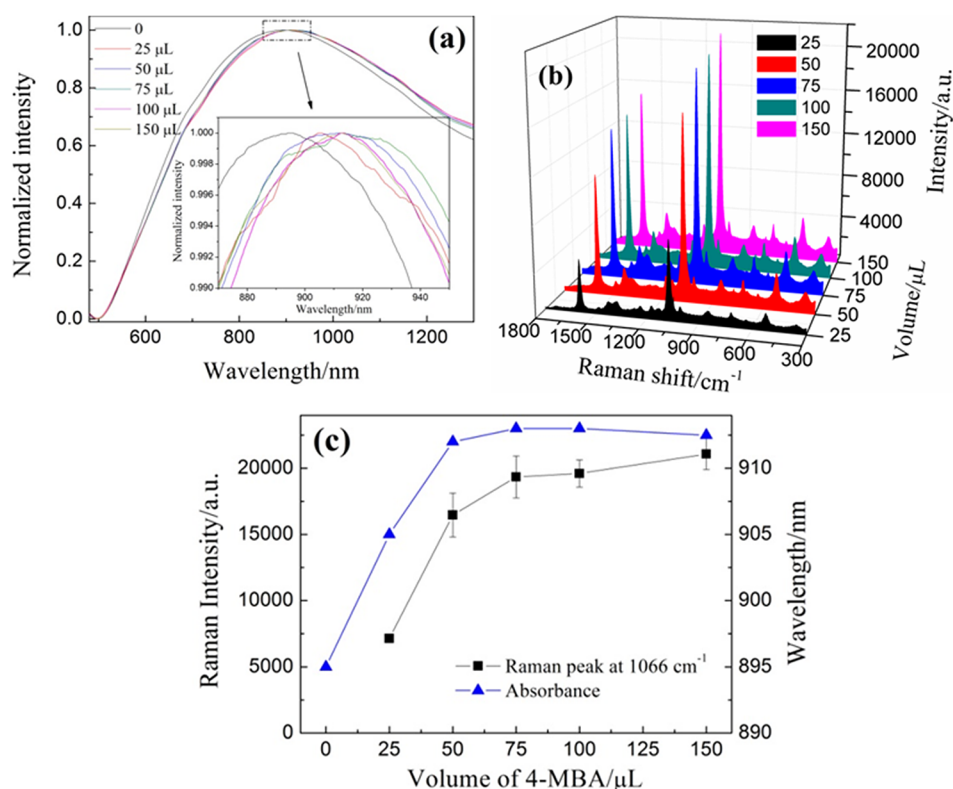 (a)
0
25 μL
50 μL
75 μL
100 μL
150 μL
1.0
0.8
0.6
0.4
0.2
0.0
Normalized intensity
600 800 1000 1200
Wavelength/nm
1.000
0.998
0.996
0.994
0.992
0.990
Normalized intensity
880 900 920 940
Wavelength/nm
(b)
25
50
75
100
150
20000
16000
12000
8000
4000
Intensity/a.u.
150
100
75
50
25
Volume/μL
1800 1500 1200 900 600 300
Raman shift/cm-1
(c)
20000
15000
10000
5000
0
Raman Intensity/a.u.
910
905
900
895
890
Wavelength/nm
Raman peak at 1066 cm-1
Absorbance
0 25 50 75 100 150
Volume of 4-MBA/μL